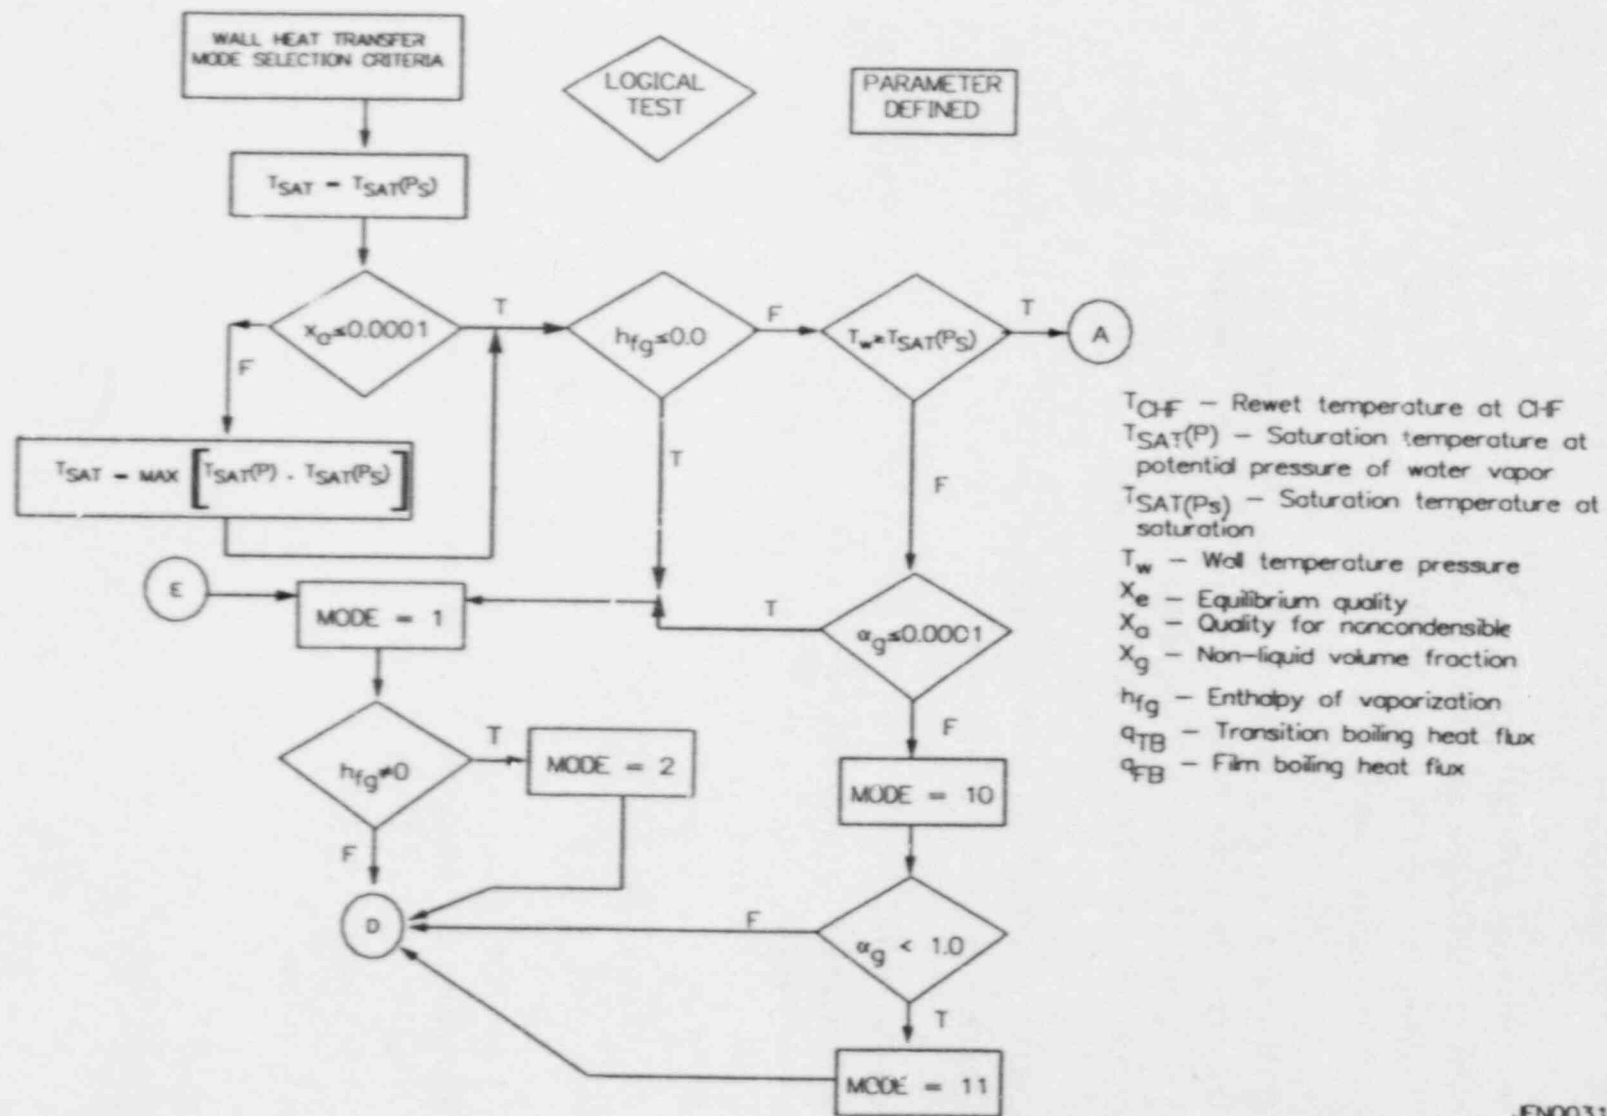 WALL HEAT TRANSFER
MODE SELECTION CRITERIA
LOGICAL
TEST
PARAMETER
DEFINED
TSAT = TSAT(PS)
xa≤0.0001
T
F
hfg≤0.0
F
T
T
A
F
TSAT = MAX [TSAT(P) - TSAT(PS)]
E
MODE = 1
T
αg≤0.0001
F
hfg≠0
T
MODE = 2
F
MODE = 10
D
F
αg < 1.0
T
MODE = 11
TCHF – Rewet temperature at CHF
TSAT(P) – Saturation temperature at
potential pressure of water vapor
TSAT(Ps) – Saturation temperature at
saturation
Tw – Wall temperature pressure
Xe – Equilibrium quality
Xa – Quality for noncondensible
Xg – Non-liquid volume fraction
hfg – Enthalpy of vaporization
qTB – Transition boiling heat flux
qFB – Film boiling heat flux